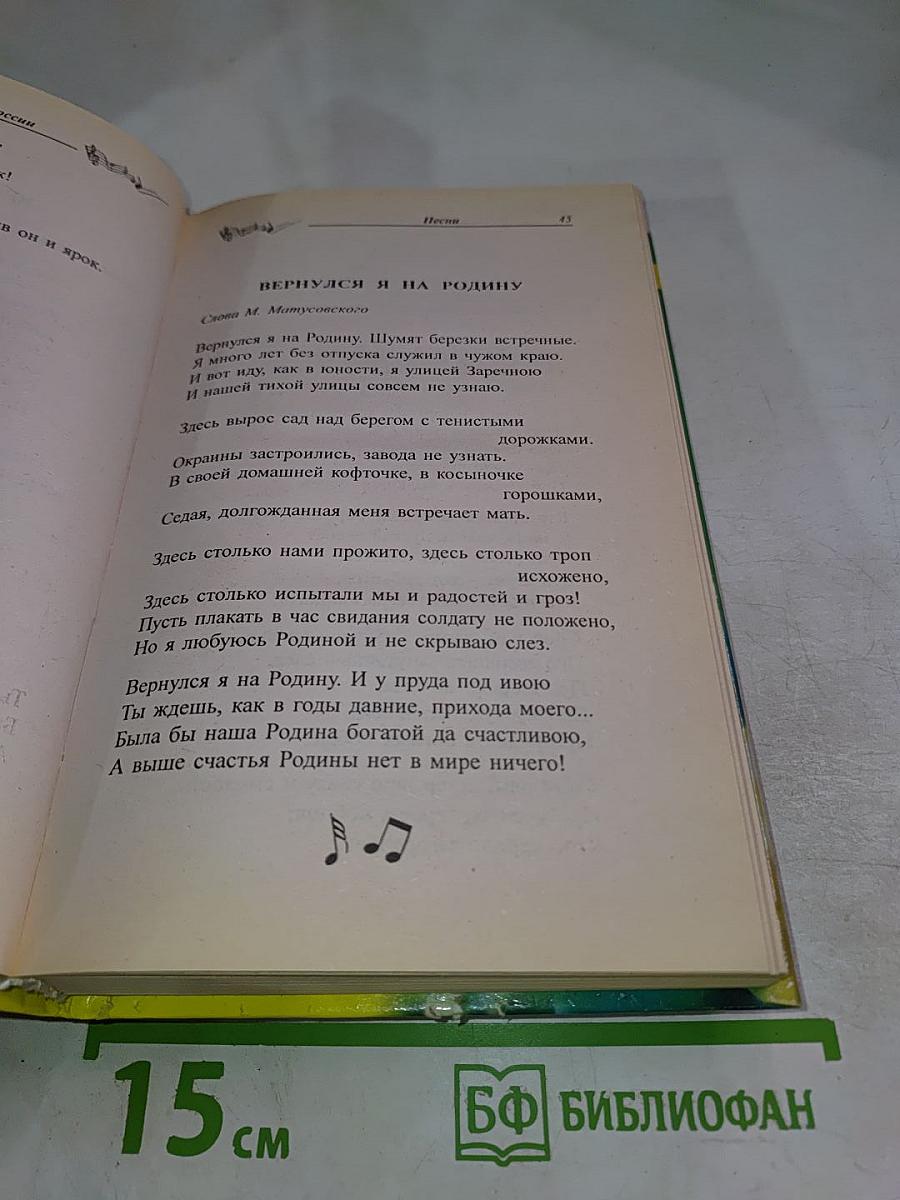 России
к!
в он и ярок.
Песни 45
ВЕРНУЛСЯ Я НА РОДИНУ
Слова М. Матусовского
Вернулся я на Родину. Шумят березки встречные.
Я много лет без отпуска служил в чужом краю.
И вот иду, как в юности, я улицей Заречною
И нашей тихой улицы совсем не узнаю.
Здесь вырос сад над берегом с тенистыми
дорожками.
Окраины застроились, завода не узнать.
В своей домашней кофточке, в косыночке
горошками,
Седая, долгожданная меня встречает мать.
Здесь столько нами прожито, здесь столько троп
исхожено,
Здесь столько испытали мы и радостей и гроз!
Пусть плакать в час свидания солдату не положено,
Но я любуюсь Родиной и не скрываю слез.
Вернулся я на Родину. И у пруда под ивою
Ты ждешь, как в годы давние, прихода моего...
Была бы наша Родина богатой да счастливою,
А выше счастья Родины нет в мире ничего!
15 см
БФ БИБЛИОФАН